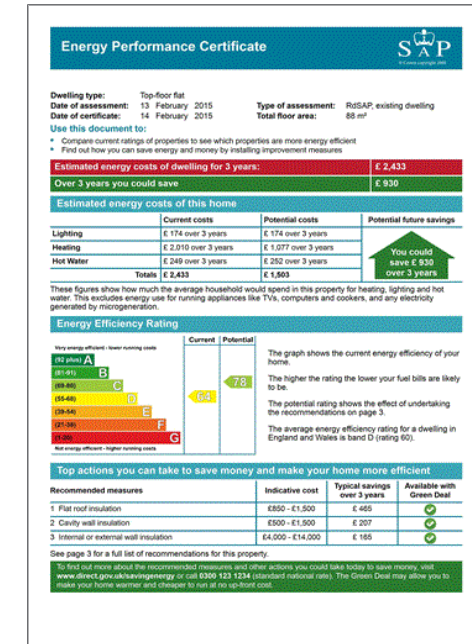 Energy Performance Certificate
SAP
© Crown copyright 2009
Dwelling type: Top-floor flat
Date of assessment: 13 February 2015 Type of assessment: RdSAP, existing dwelling
Date of certificate: 14 February 2015 Total floor area: 88 m²
Use this document to:
• Compare current ratings of properties to see which properties are more energy efficient
• Find out how you can save energy and money by installing improvement measures
Estimated energy costs of dwelling for 3 years: £ 2,433
Over 3 years you could save £ 930
Estimated energy costs of this home
Current costs Potential costs Potential future savings
Lighting £ 174 over 3 years £ 174 over 3 years
Heating £ 2,010 over 3 years £ 1,077 over 3 years
Hot Water £ 249 over 3 years £ 252 over 3 years
Totals £ 2,433 £ 1,503
You could
save £ 930
over 3 years
These figures show how much the average household would spend in this property for heating, lighting and hot
water. This excludes energy use for running appliances like TVs, computers and cookers, and any electricity
generated by microgeneration.
Energy Efficiency Rating
Current Potential
Very energy efficient - lower running costs
(92 plus) A
(81-91) B
(69-80) C
(55-68) D
(39-54) E
(21-38) F
(1-20) G
Not energy efficient - higher running costs
64
78
The graph shows the current energy efficiency of your
home.
The higher the rating the lower your fuel bills are likely
to be.
The potential rating shows the effect of undertaking
the recommendations on page 3.
The average energy efficiency rating for a dwelling in
England and Wales is band D (rating 60).
Top actions you can take to save money and make your home more efficient
Recommended measures Indicative cost Typical savings over 3 years Available with Green Deal
1 Flat roof insulation £850 - £1,500 £ 465
2 Cavity wall insulation £500 - £1,500 £ 207
3 Internal or external wall insulation £4,000 - £14,000 £ 165
See page 3 for a full list of recommendations for this property.
To find out more about the recommended measures and other actions you could take today to save money, visit
www.direct.gov.uk/savingenergy or call 0300 123 1234 (standard national rate). The Green Deal may allow you to
make your home warmer and cheaper to run at no up-front cost.